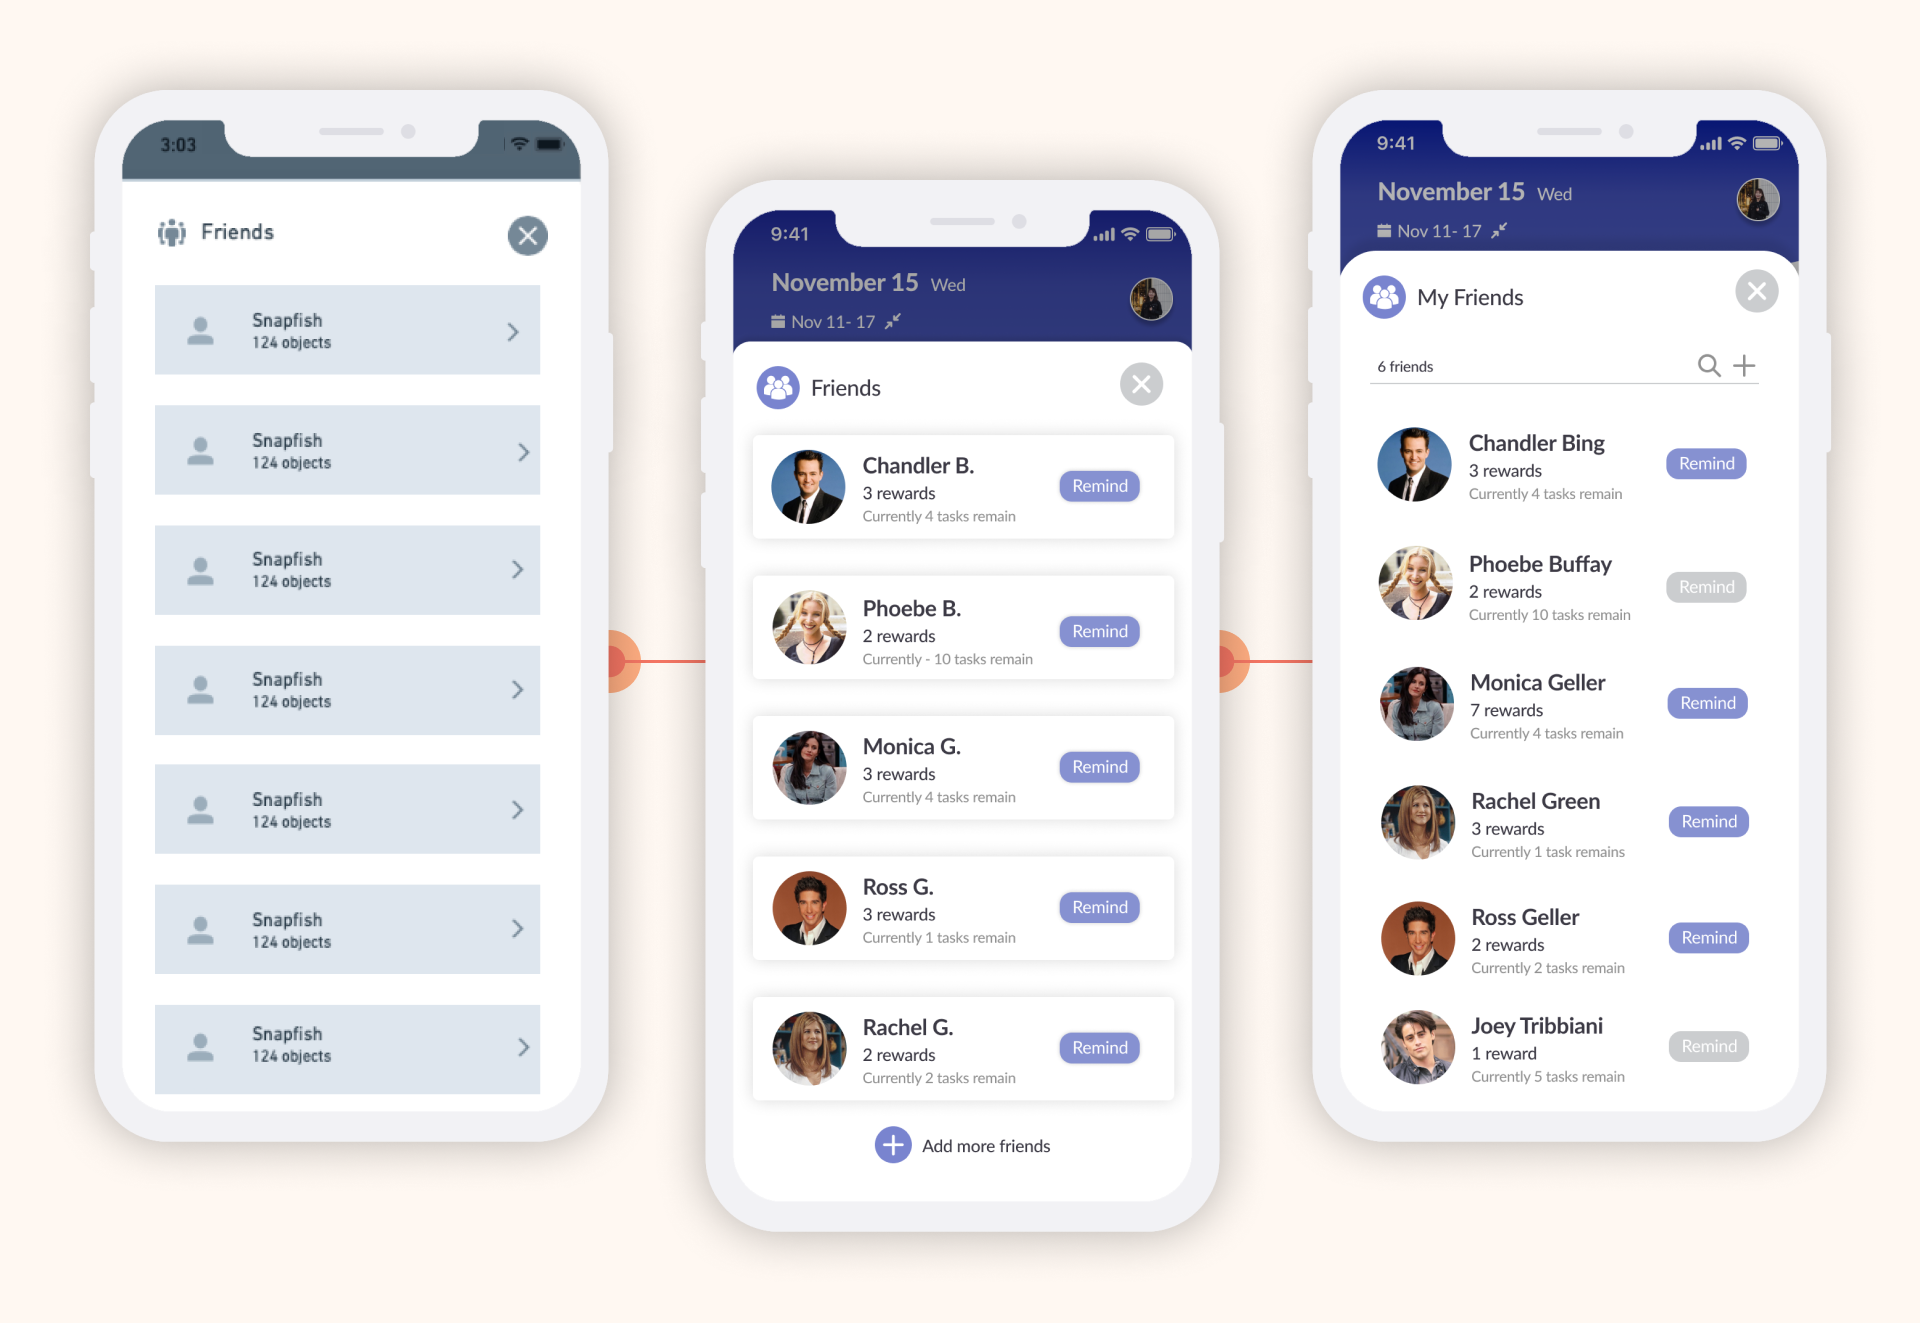 3:03
Friends
Snapfish
124 objects
Snapfish
124 objects
Snapfish
124 objects
Snapfish
124 objects
Snapfish
124 objects
Snapfish
124 objects
Snapfish
124 objects
9:41
November 15 Wed
Nov 11- 17
Friends
Chandler B.
3 rewards
Currently 4 tasks remain
Remind
Phoebe B.
2 rewards
Currently - 10 tasks remain
Remind
Monica G.
3 rewards
Currently 4 tasks remain
Remind
Ross G.
3 rewards
Currently 1 tasks remain
Remind
Rachel G.
2 rewards
Currently 2 tasks remain
Remind
Add more friends
9:41
November 15 Wed
Nov 11- 17
My Friends
6 friends
Chandler Bing
3 rewards
Currently 4 tasks remain
Remind
Phoebe Buffay
2 rewards
Currently 10 tasks remain
Remind
Monica Geller
7 rewards
Currently 4 tasks remain
Remind
Rachel Green
3 rewards
Currently 1 task remains
Remind
Ross Geller
2 rewards
Currently 2 tasks remain
Remind
Joey Tribbiani
1 reward
Currently 5 tasks remain
Remind